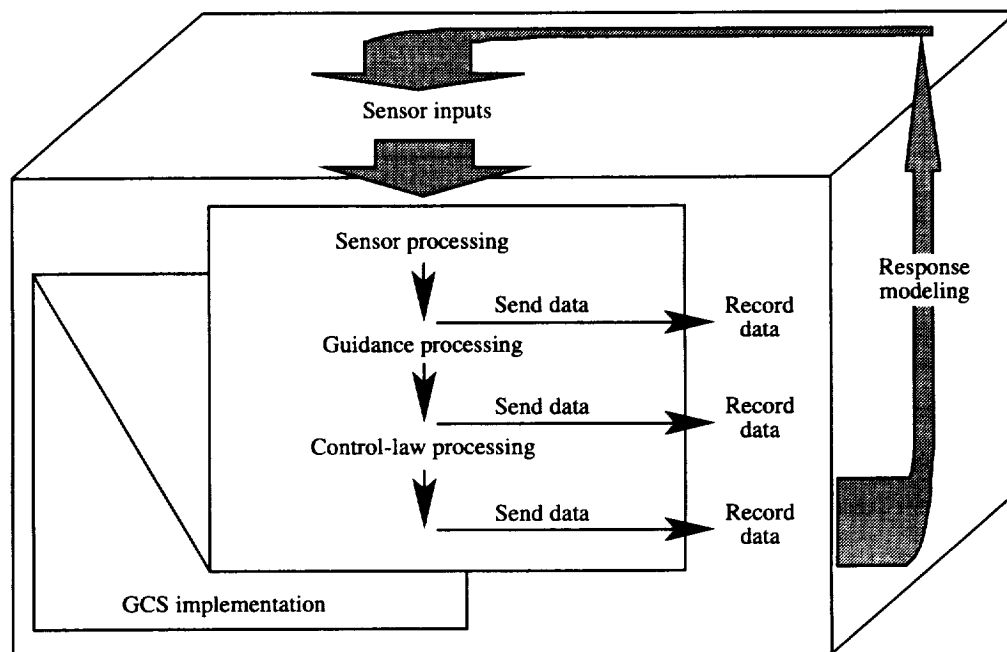 Sensor inputs
Sensor processing
Send data
Record
data
Guidance processing
Send data
Record
data
Control-law processing
Send data
Record
data
Response
modeling
GCS implementation